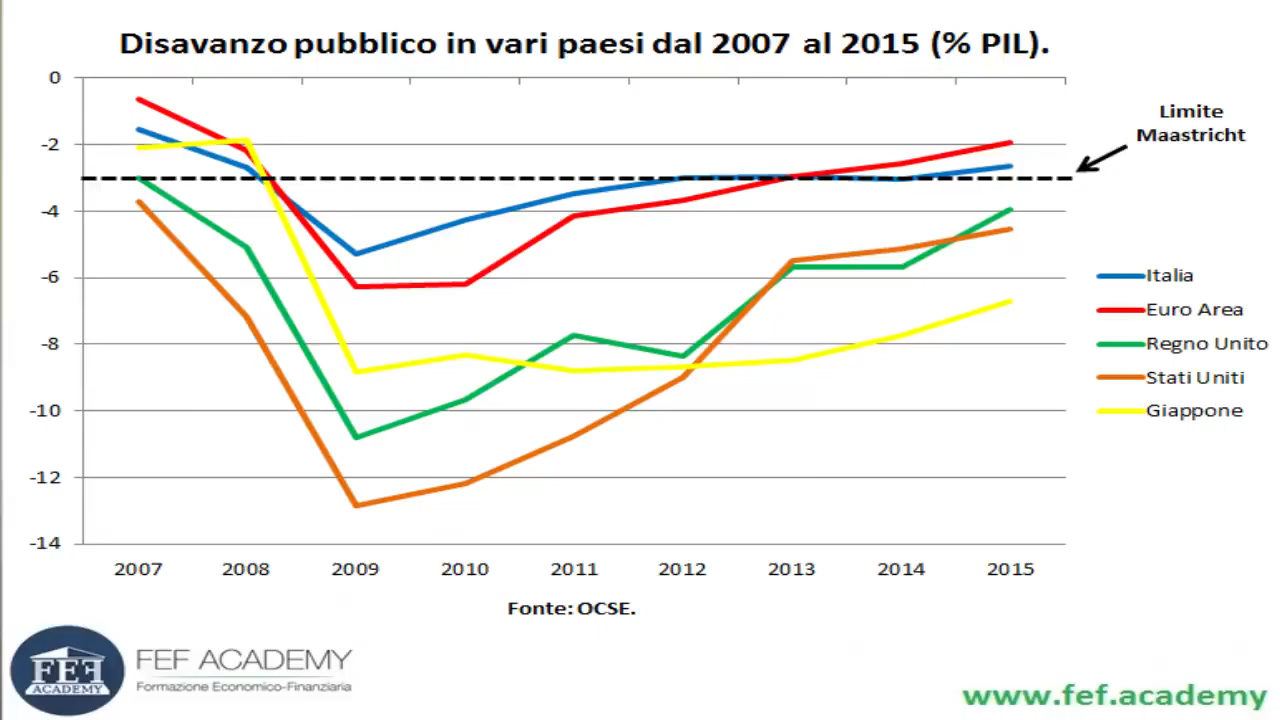 Disavanzo pubblico in vari paesi dal 2007 al 2015 (% PIL).
0
-2
-4
-6
-8
-10
-12
-14
2007 2008 2009 2010 2011 2012 2013 2014 2015
Limite
Maastricht
Italia
Euro Area
Regno Unito
Stati Uniti
Giappone
Fonte: OCSE.
FEF
ACADEMY
FEF ACADEMY
Formazione Economico-Finanziaria
www.fef.academy